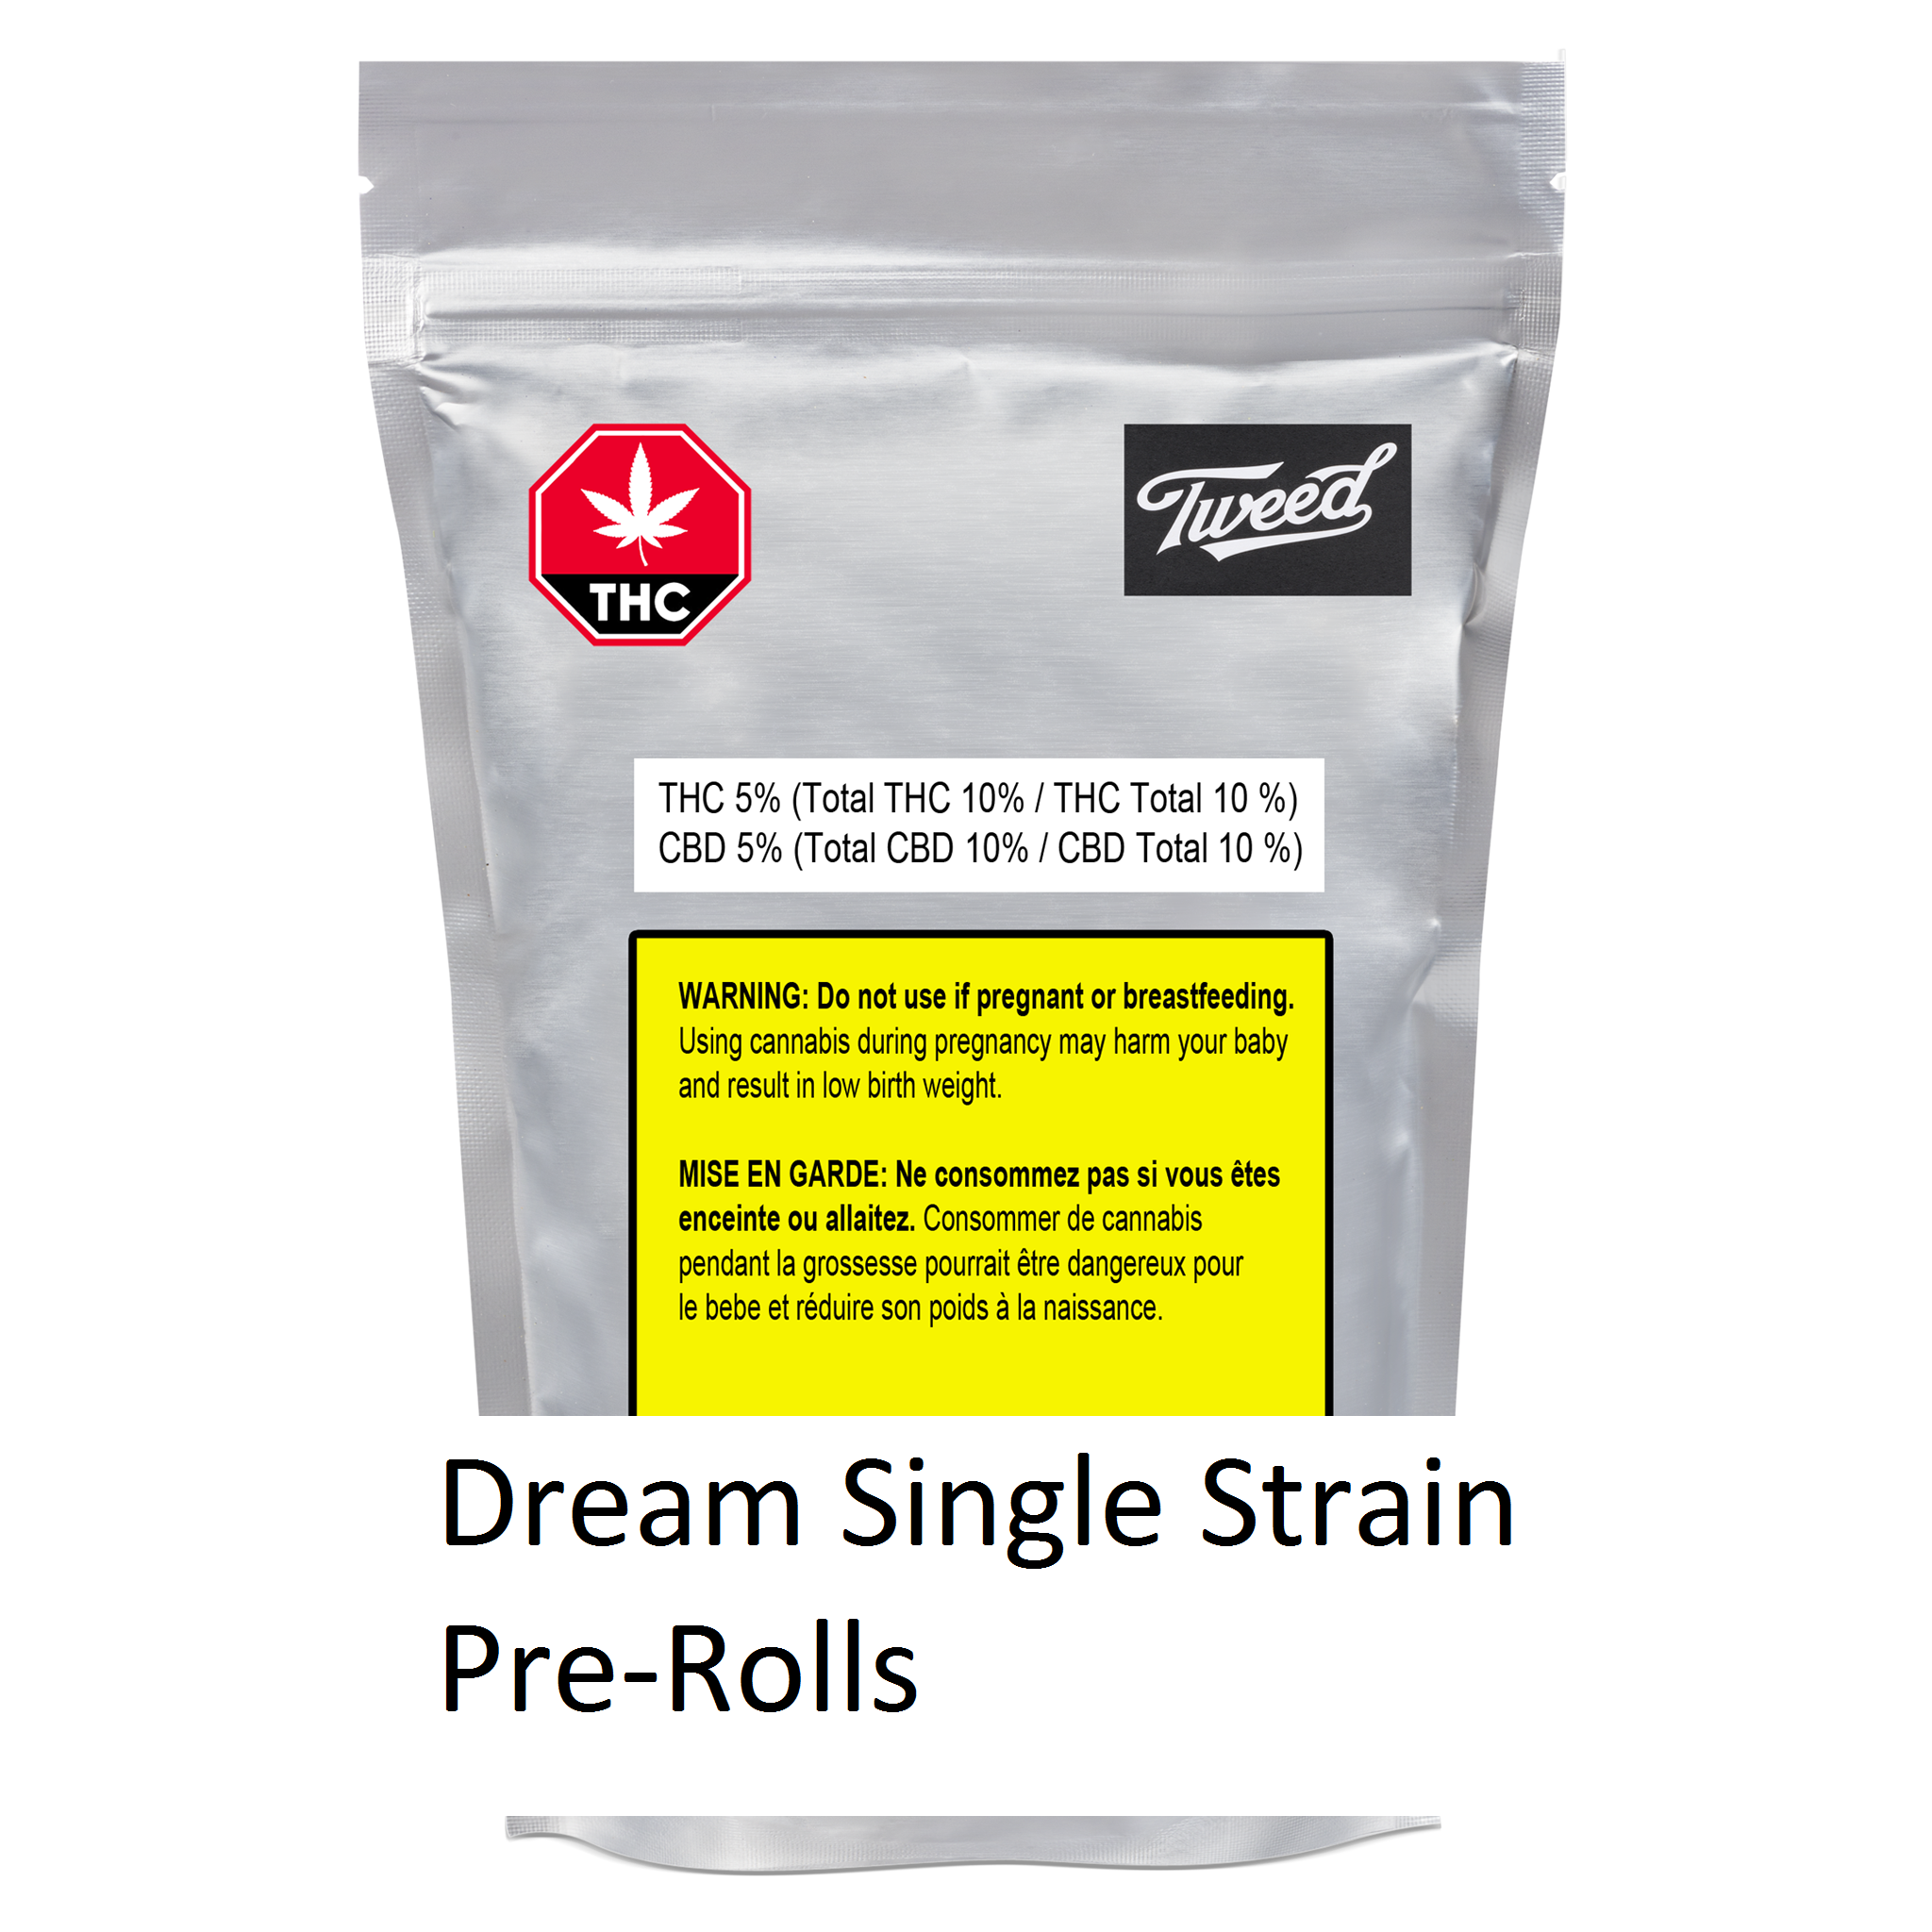 THC
Tweed
THC 5% (Total THC 10% / THC Total 10 %)
CBD 5% (Total CBD 10% / CBD Total 10 %)
WARNING: Do not use if pregnant or breastfeeding.
Using cannabis during pregnancy may harm your baby
and result in low birth weight.
MISE EN GARDE: Ne consommez pas si vous êtes
enceinte ou allaitez. Consommer de cannabis
pendant la grossesse pourrait être dangereux pour
le bebe et réduire son poids à la naissance.
Dream Single Strain
Pre-Rolls